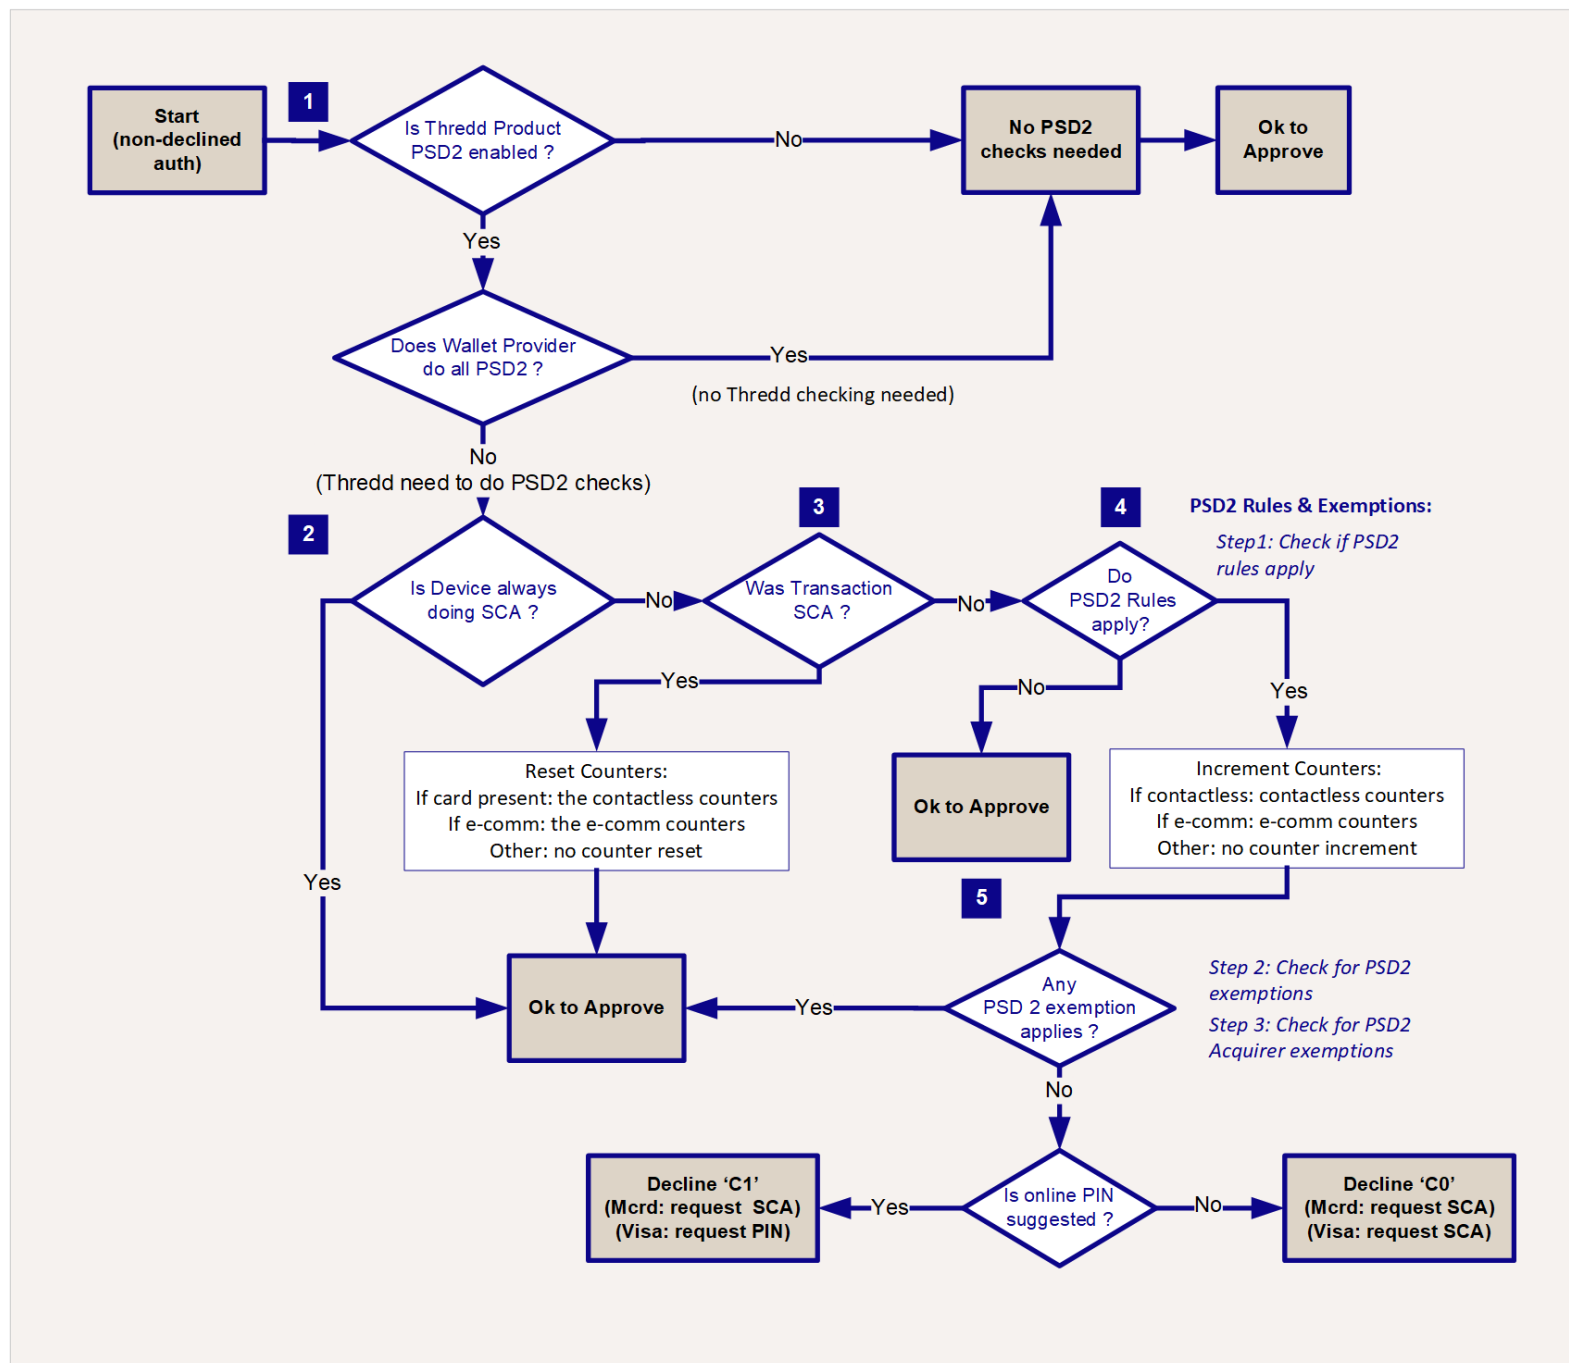 Start
(non-declined
auth)
1
Is Thredd Product
PSD2 enabled ?
No
No PSD2
checks needed
Ok to
Approve
Yes
Does Wallet Provider
do all PSD2 ?
Yes
(no Thredd checking needed)
No
(Thredd need to do PSD2 checks)
2
Is Device always
doing SCA ?
No
3
Was Transaction
SCA ?
No
4
Do
PSD2 Rules
apply?
PSD2 Rules & Exemptions:
Step1: Check if PSD2
rules apply
Yes
No
Yes
Reset Counters:
If card present: the contactless counters
If e-comm: the e-comm counters
Other: no counter reset
Ok to Approve
Increment Counters:
If contactless: contactless counters
If e-comm: e-comm counters
Other: no counter increment
Yes
5
Ok to Approve
Yes
Any
PSD 2 exemption
applies ?
Step 2: Check for PSD2
exemptions
Step 3: Check for PSD2
Acquirer exemptions
No
Decline ‘C1’
(Mcrd: request SCA)
(Visa: request PIN)
Yes
Is online PIN
suggested ?
No
Decline ‘C0’
(Mcrd: request SCA)
(Visa: request SCA)